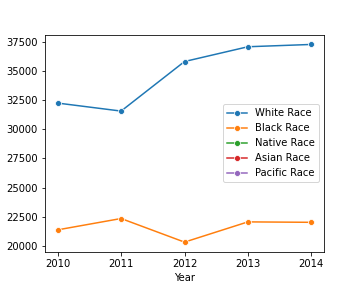 37500
35000
32500
30000
27500
25000
22500
20000
White Race
Black Race
Native Race
Asian Race
Pacific Race
2010 2011 2012 2013 2014
Year